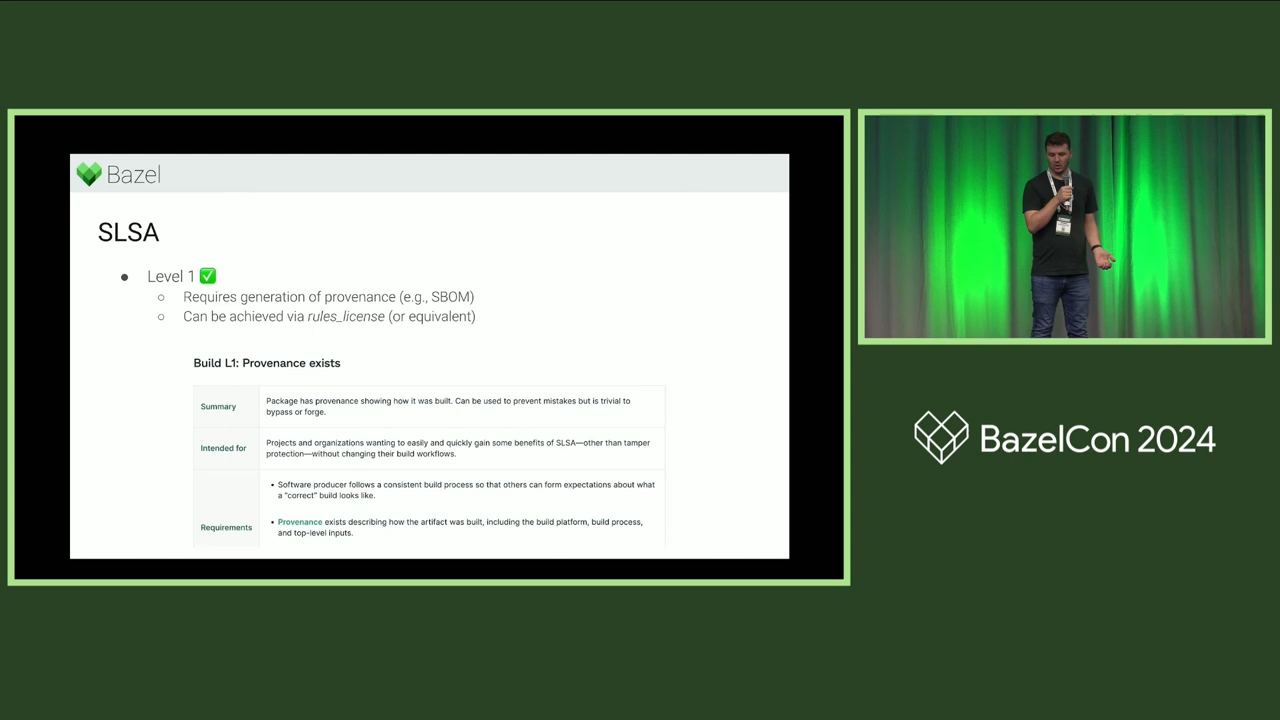 Bazel
SLSA
● Level 1 ✅
○ Requires generation of provenance (e.g., SBOM)
○ Can be achieved via rules_license (or equivalent)
Build L1: Provenance exists
Summary
Package has provenance showing how it was built. Can be used to prevent mistakes but is trivial to
bypass or forge.
Intended for
Projects and organizations wanting to easily and quickly gain some benefits of SLSA—other than tamper
protection—without changing their build workflows.
Requirements
• Software producer follows a consistent build process so that others can form expectations about what
a "correct" build looks like.
• Provenance exists describing how the artifact was built, including the build platform, build process,
and top-level inputs.
BazelCon 2024